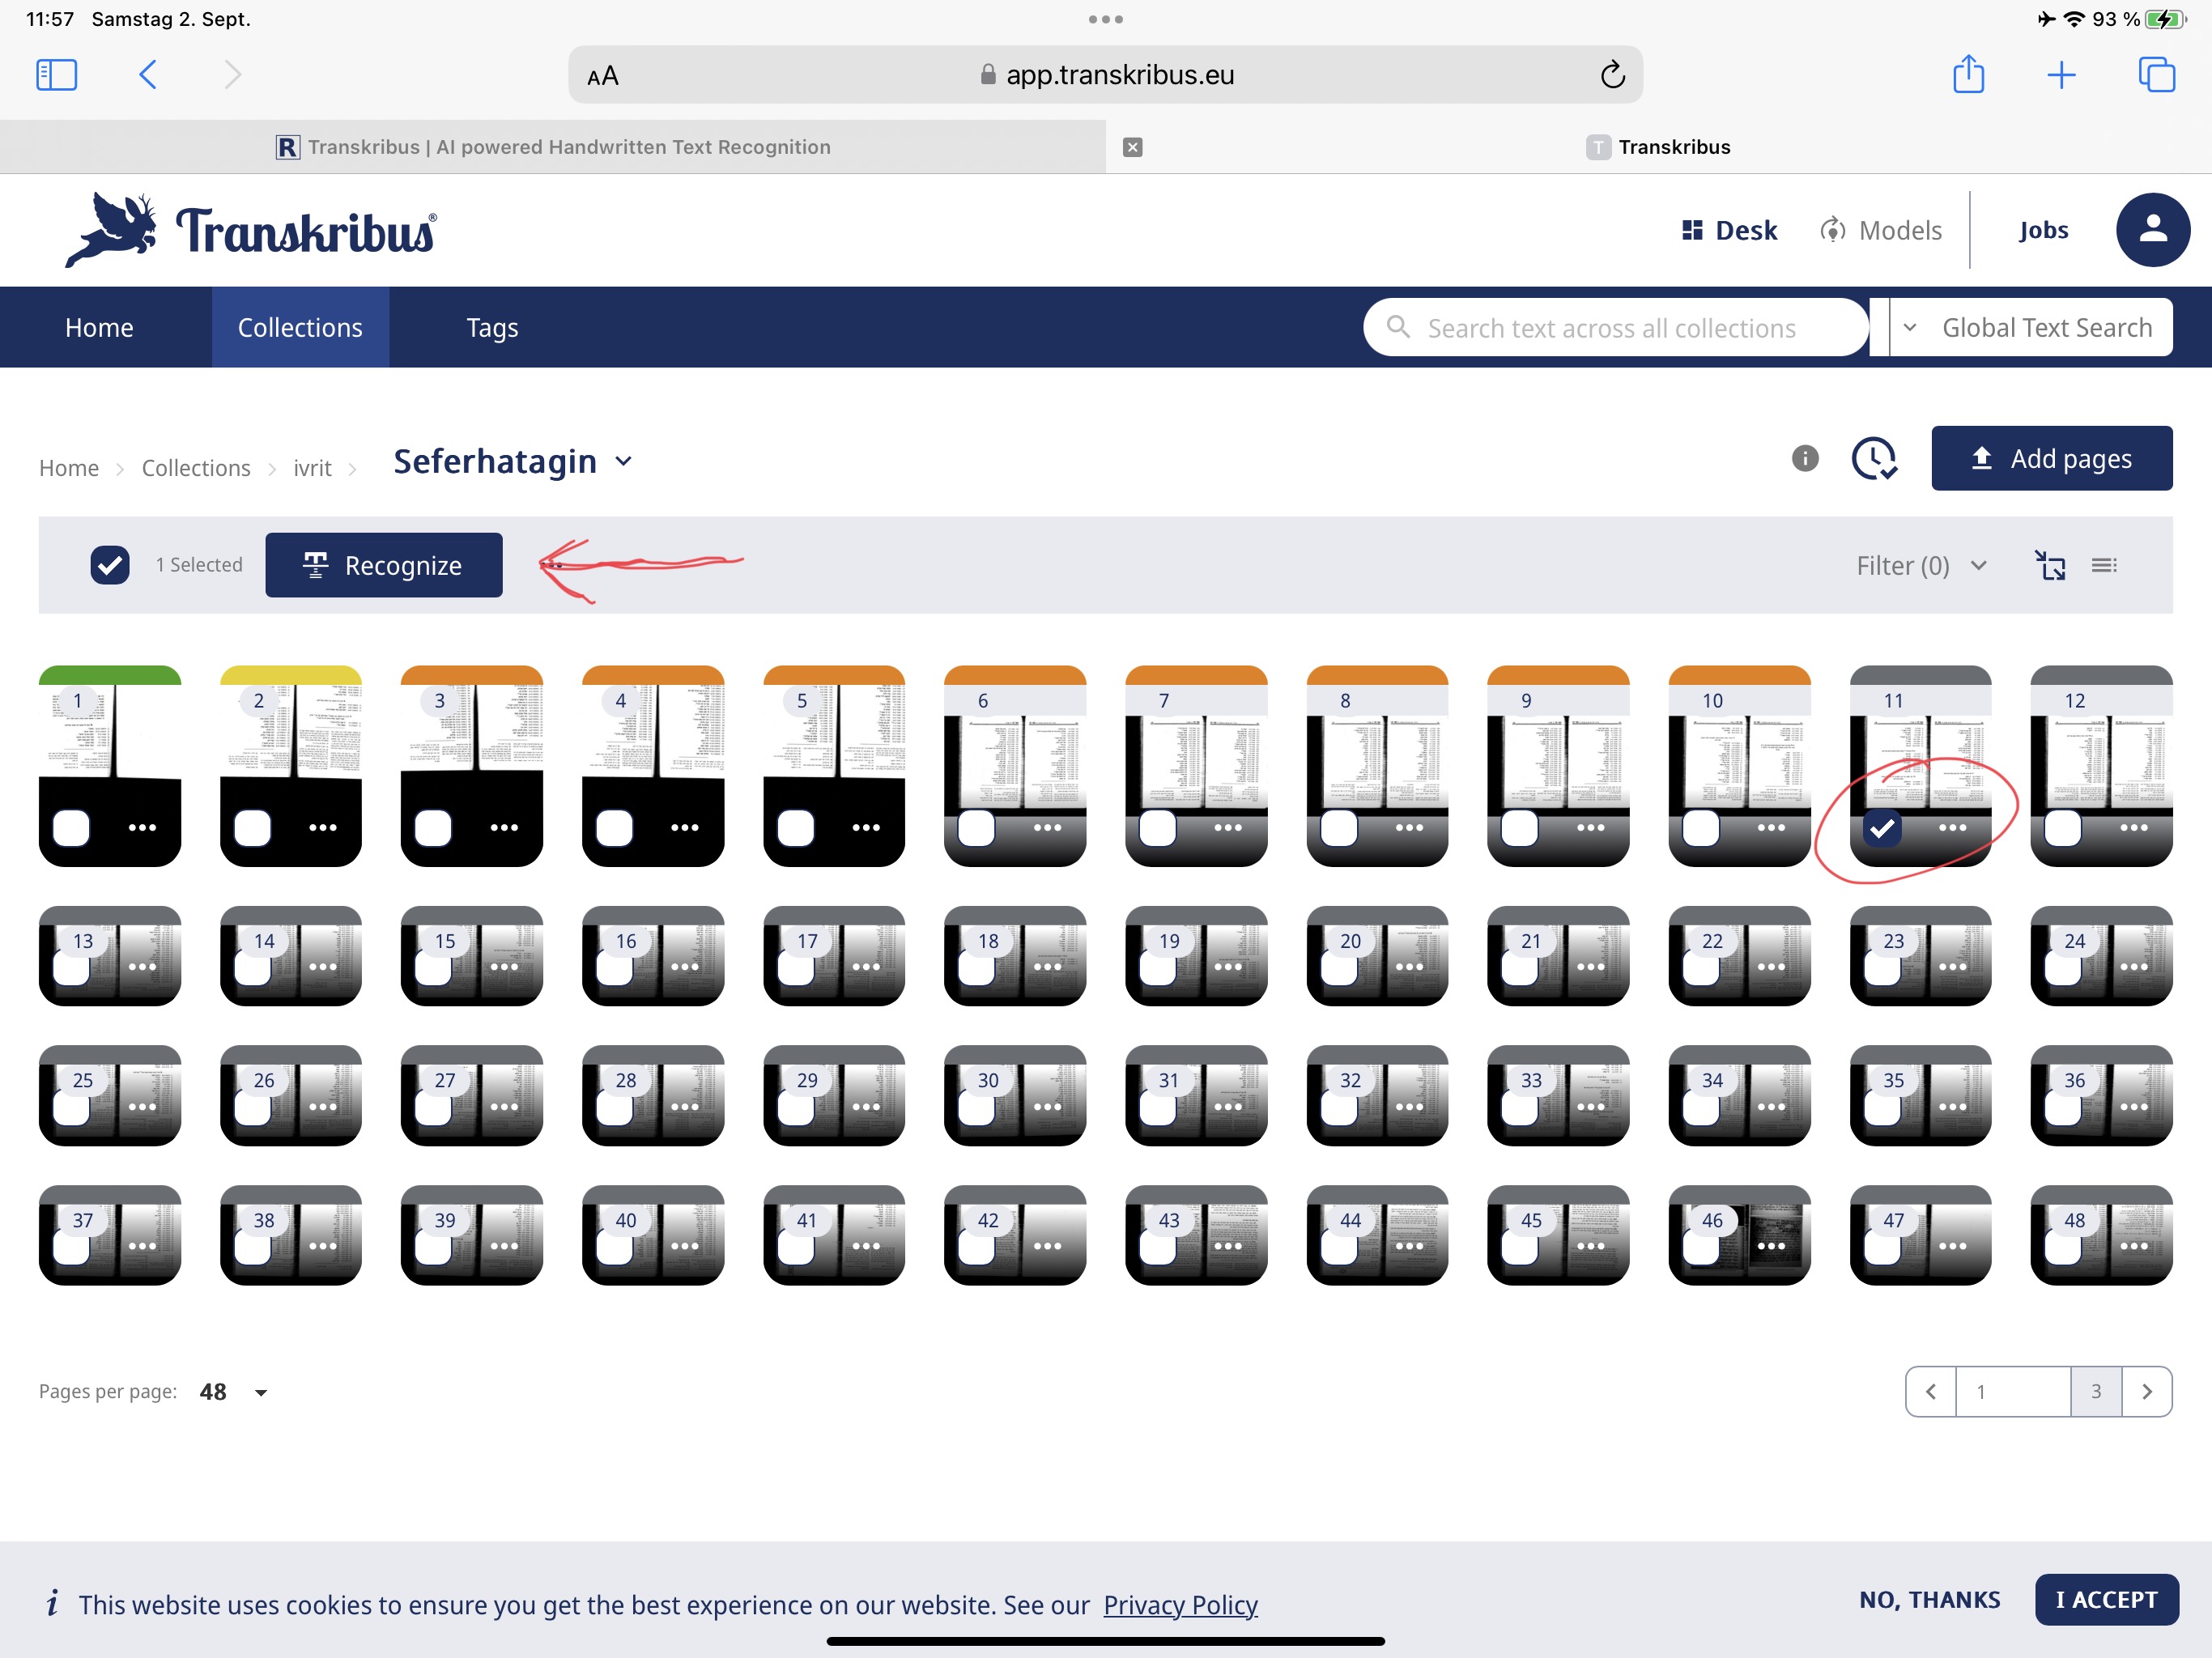 11:57 Samstag 2. Sept.
93 %
AA app.transkribus.eu
R Transkribus | AI powered Handwritten Text Recognition
T Transkribus
Transkribus®
Desk Models Jobs
Home Collections Tags
Search text across all collections Global Text Search
Home > Collections > ivrit > Seferhatagin
Add pages
1 Selected Recognize
Filter (0)
1 2 3 4 5 6 7 8 9 10 11 12
13 14 15 16 17 18 19 20 21 22 23 24
25 26 27 28 29 30 31 32 33 34 35 36
37 38 39 40 41 42 43 44 45 46 47 48
Pages per page: 48
1 3
i This website uses cookies to ensure you get the best experience on our website. See our Privacy Policy
NO, THANKS I ACCEPT